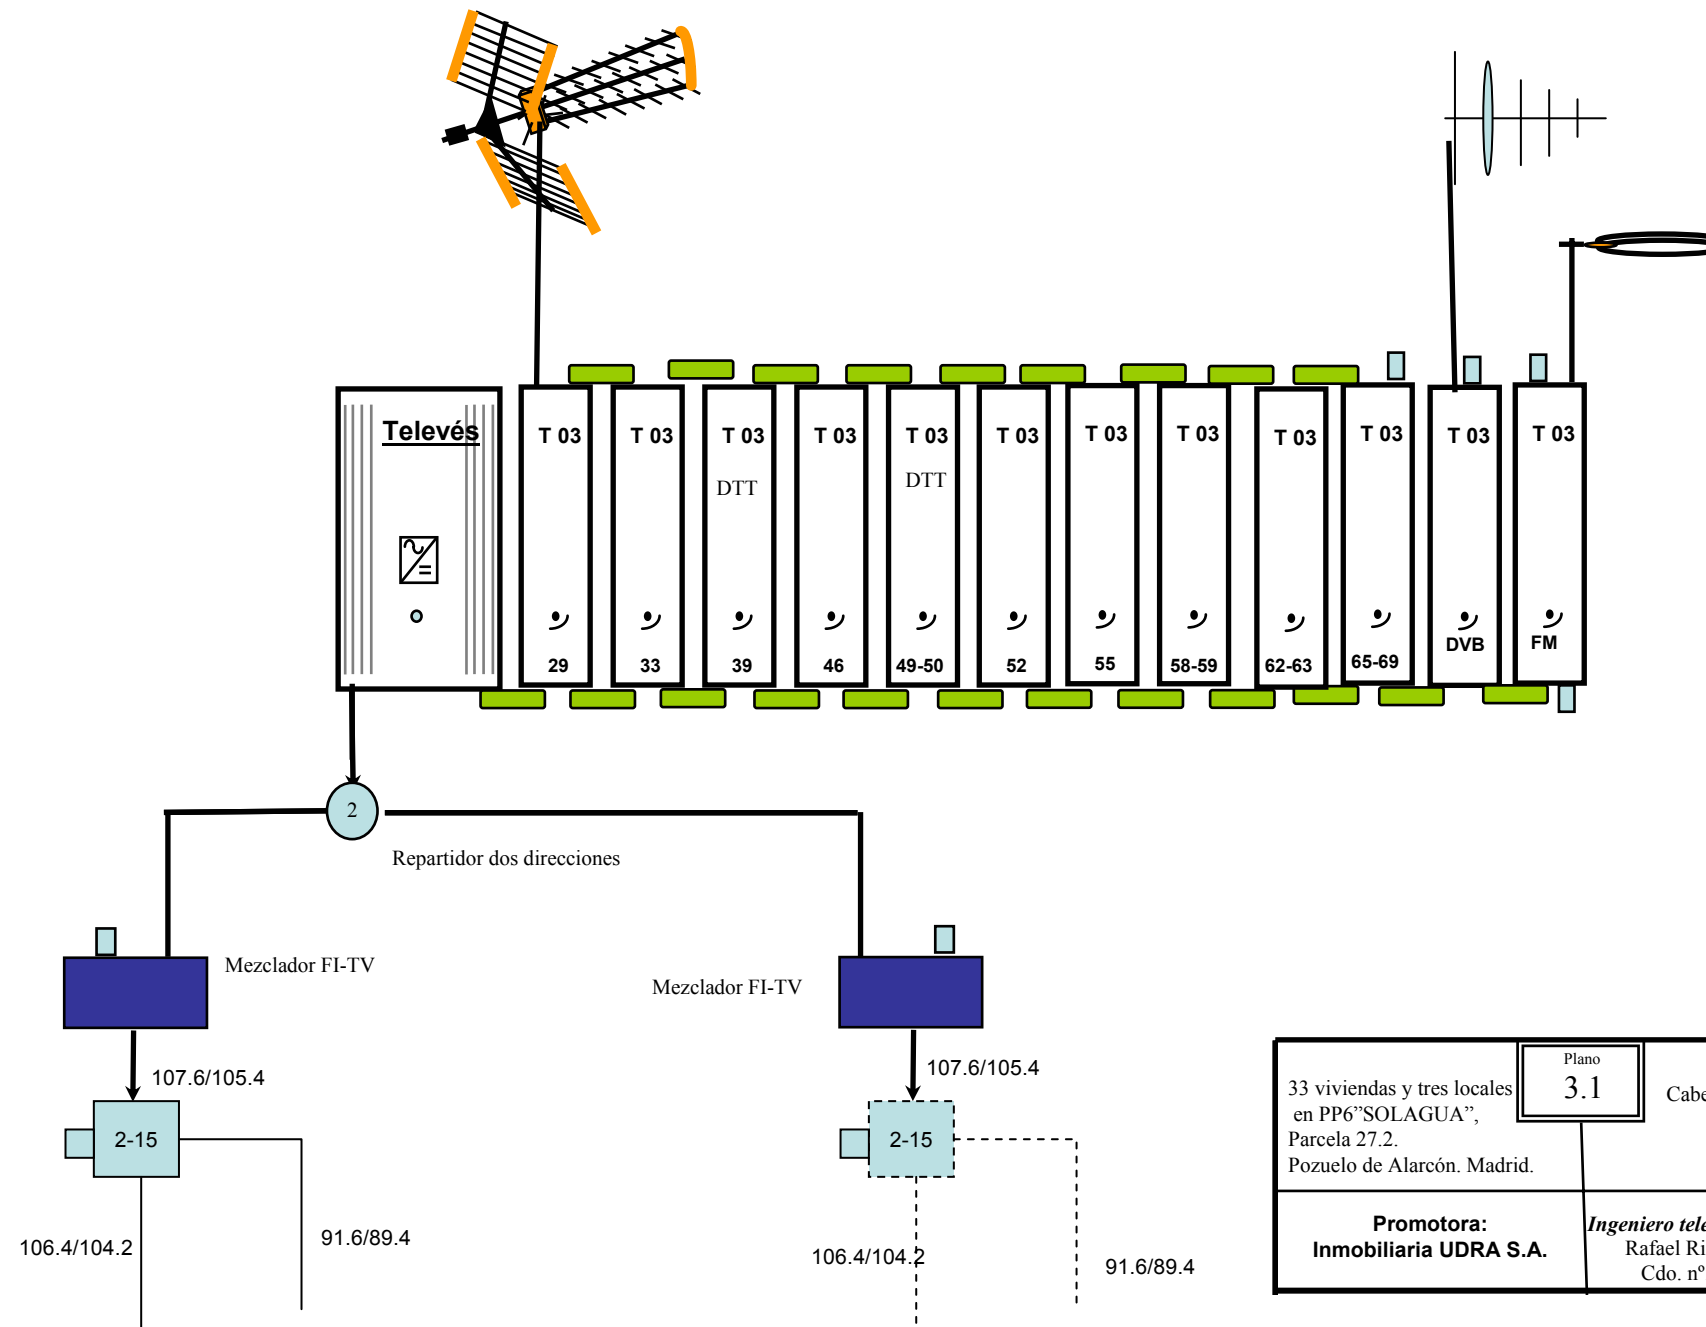 Televés
T 03
T 03
T 03
T 03
T 03
T 03
T 03
T 03
T 03
T 03
T 03
T 03
DTT
DTT
29
33
39
46
49-50
52
55
58-59
62-63
65-69
DVB
FM
2
Repartidor dos direcciones
Mezclador FI-TV
Mezclador FI-TV
107.6/105.4
107.6/105.4
2-15
2-15
106.4/104.2
91.6/89.4
106.4/104.2
91.6/89.4
33 viviendas y tres locales
en PP6”SOLAGUA”,
Parcela 27.2.
Pozuelo de Alarcón. Madrid.
Plano
3.1
Promotora:
Inmobiliaria UDRA S.A.
Ingeniero
Rafael
Cdo. nº